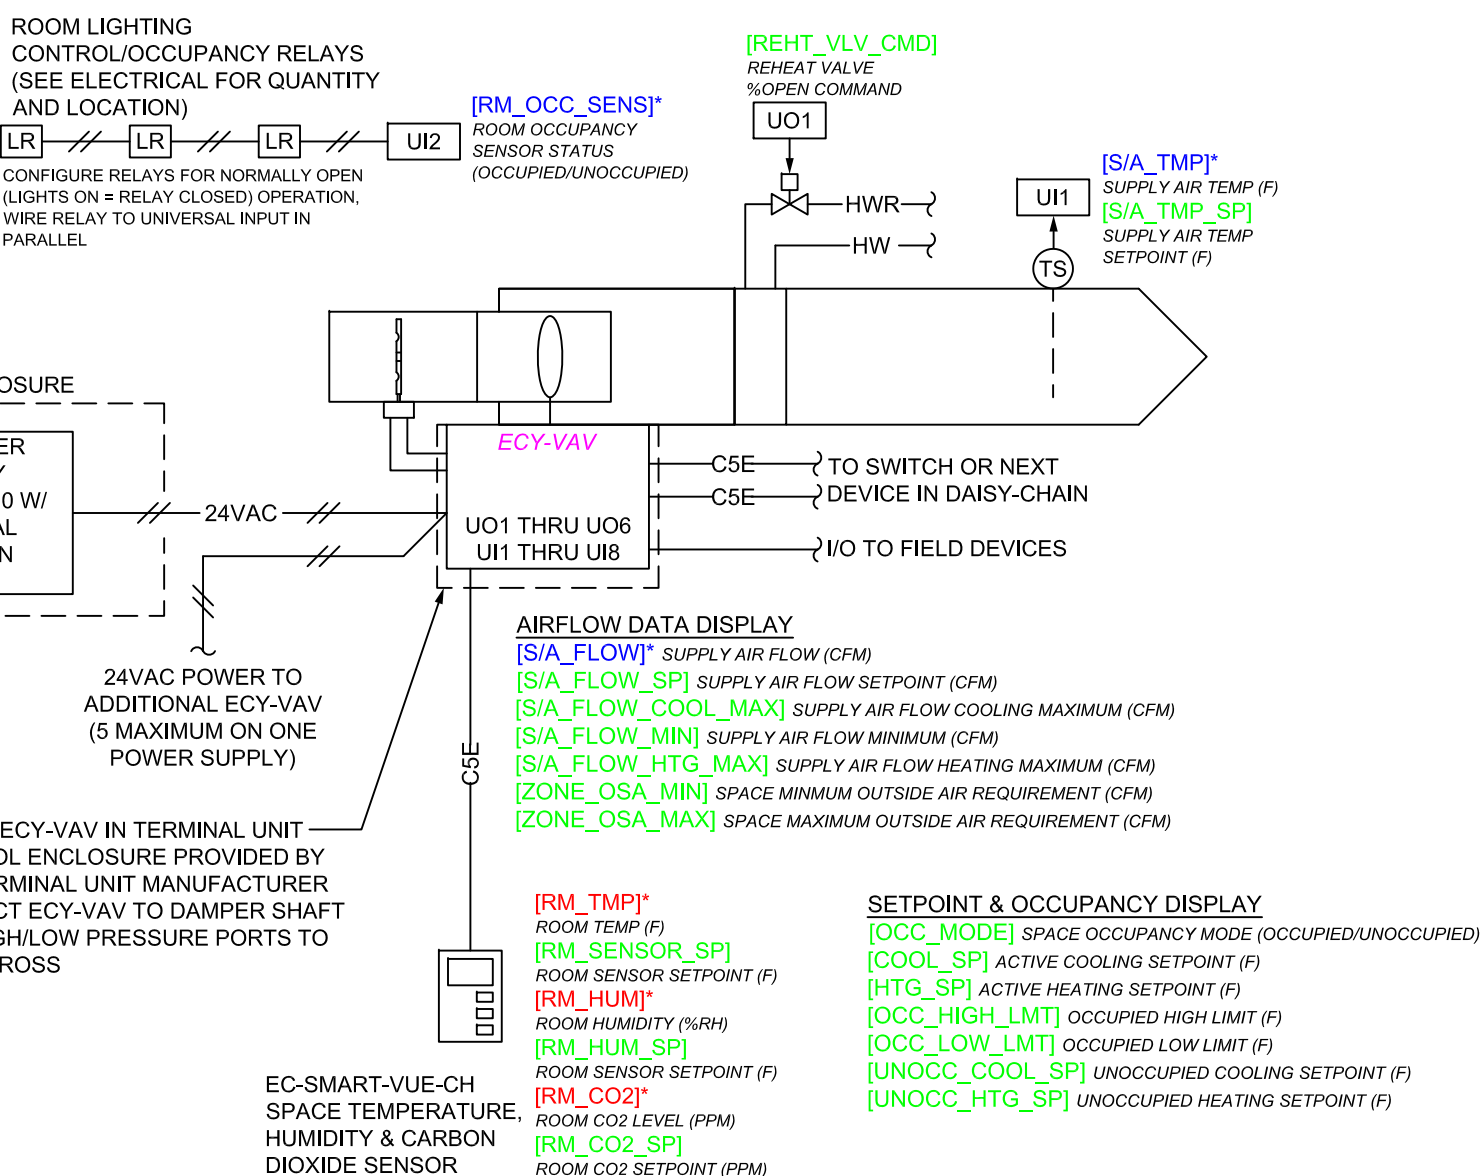 ROOM LIGHTING
CONTROL/OCCUPANCY RELAYS
(SEE ELECTRICAL FOR QUANTITY
AND LOCATION)
LR
LR
LR
UI2
[RM_OCC_SENS]*
ROOM OCCUPANCY
SENSOR STATUS
(OCCUPIED/UNOCCUPIED)
CONFIGURE RELAYS FOR NORMALLY OPEN
(LIGHTS ON = RELAY CLOSED) OPERATION,
WIRE RELAY TO UNIVERSAL INPUT IN
PARALLEL
[REHT_VLV_CMD]
REHEAT VALVE
%OPEN COMMAND
UO1
HWR
HW
UI1
TS
[S/A_TMP]*
SUPPLY AIR TEMP (F)
[S/A_TMP_SP]
SUPPLY AIR TEMP
SETPOINT (F)
OSURE
ER
Y
0 W/
AL
N
24VAC
ECY-VAV
UO1 THRU UO6
UI1 THRU UI8
C5E
C5E
TO SWITCH OR NEXT
DEVICE IN DAISY-CHAIN
I/O TO FIELD DEVICES
24VAC POWER TO
ADDITIONAL ECY-VAV
(5 MAXIMUM ON ONE
POWER SUPPLY)
C5E
AIRFLOW DATA DISPLAY
[S/A_FLOW]* SUPPLY AIR FLOW (CFM)
[S/A_FLOW_SP] SUPPLY AIR FLOW SETPOINT (CFM)
[S/A_FLOW_COOL_MAX] SUPPLY AIR FLOW COOLING MAXIMUM (CFM)
[S/A_FLOW_MIN] SUPPLY AIR FLOW MINIMUM (CFM)
[S/A_FLOW_HTG_MAX] SUPPLY AIR FLOW HEATING MAXIMUM (CFM)
[ZONE_OSA_MIN] SPACE MINMUM OUTSIDE AIR REQUIREMENT (CFM)
[ZONE_OSA_MAX] SPACE MAXIMUM OUTSIDE AIR REQUIREMENT (CFM)
ECY-VAV IN TERMINAL UNIT
OL ENCLOSURE PROVIDED BY
RMINAL UNIT MANUFACTURER
CT ECY-VAV TO DAMPER SHAFT
GH/LOW PRESSURE PORTS TO
ROSS
EC-SMART-VUE-CH
SPACE TEMPERATURE,
HUMIDITY & CARBON
DIOXIDE SENSOR
[RM_TMP]*
ROOM TEMP (F)
[RM_SENSOR_SP]
ROOM SENSOR SETPOINT (F)
[RM_HUM]*
ROOM HUMIDITY (%RH)
[RM_HUM_SP]
ROOM SENSOR SETPOINT (F)
[RM_CO2]*
ROOM CO2 LEVEL (PPM)
[RM_CO2_SP]
ROOM CO2 SETPOINT (PPM)
SETPOINT & OCCUPANCY DISPLAY
[OCC_MODE] SPACE OCCUPANCY MODE (OCCUPIED/UNOCCUPIED)
[COOL_SP] ACTIVE COOLING SETPOINT (F)
[HTG_SP] ACTIVE HEATING SETPOINT (F)
[OCC_HIGH_LMT] OCCUPIED HIGH LIMIT (F)
[OCC_LOW_LMT] OCCUPIED LOW LIMIT (F)
[UNOCC_COOL_SP] UNOCCUPIED COOLING SETPOINT (F)
[UNOCC_HTG_SP] UNOCCUPIED HEATING SETPOINT (F)